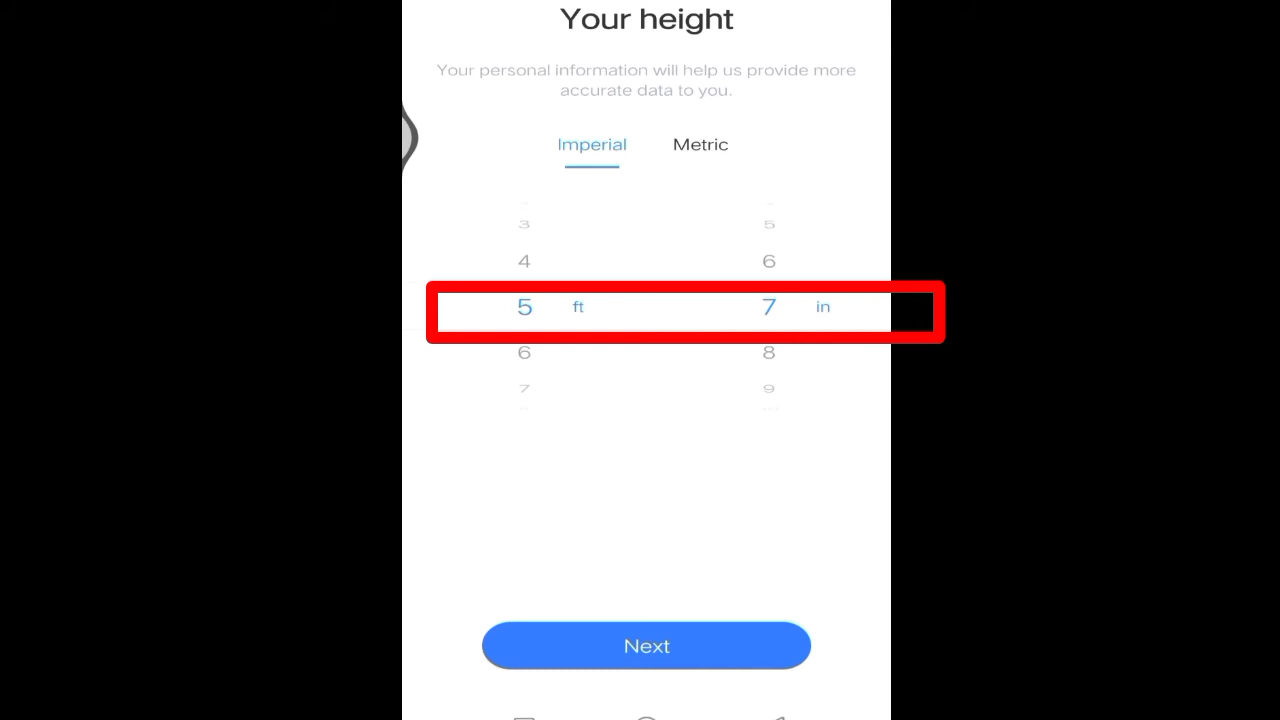 Your height
Your personal information will help us provide more
accurate data to you.
Imperial Metric
3 5
4 6
5 ft 7 in
6 8
7 9
Next